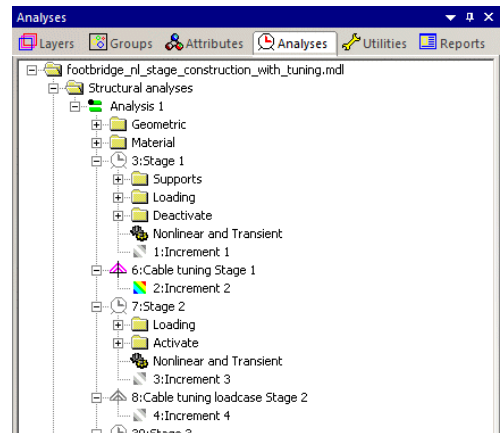 Analyses
Layers Groups Attributes Analyses Utilities Reports
footbridge_nl_stage_construction_with_tuning.mdl
Structural analyses
Analysis 1
Geometric
Material
3:Stage 1
Supports
Loading
Deactivate
Nonlinear and Transient
1:Increment 1
6:Cable tuning Stage 1
2:Increment 2
7:Stage 2
Loading
Activate
Nonlinear and Transient
3:Increment 3
8:Cable tuning loadcase Stage 2
4:Increment 4